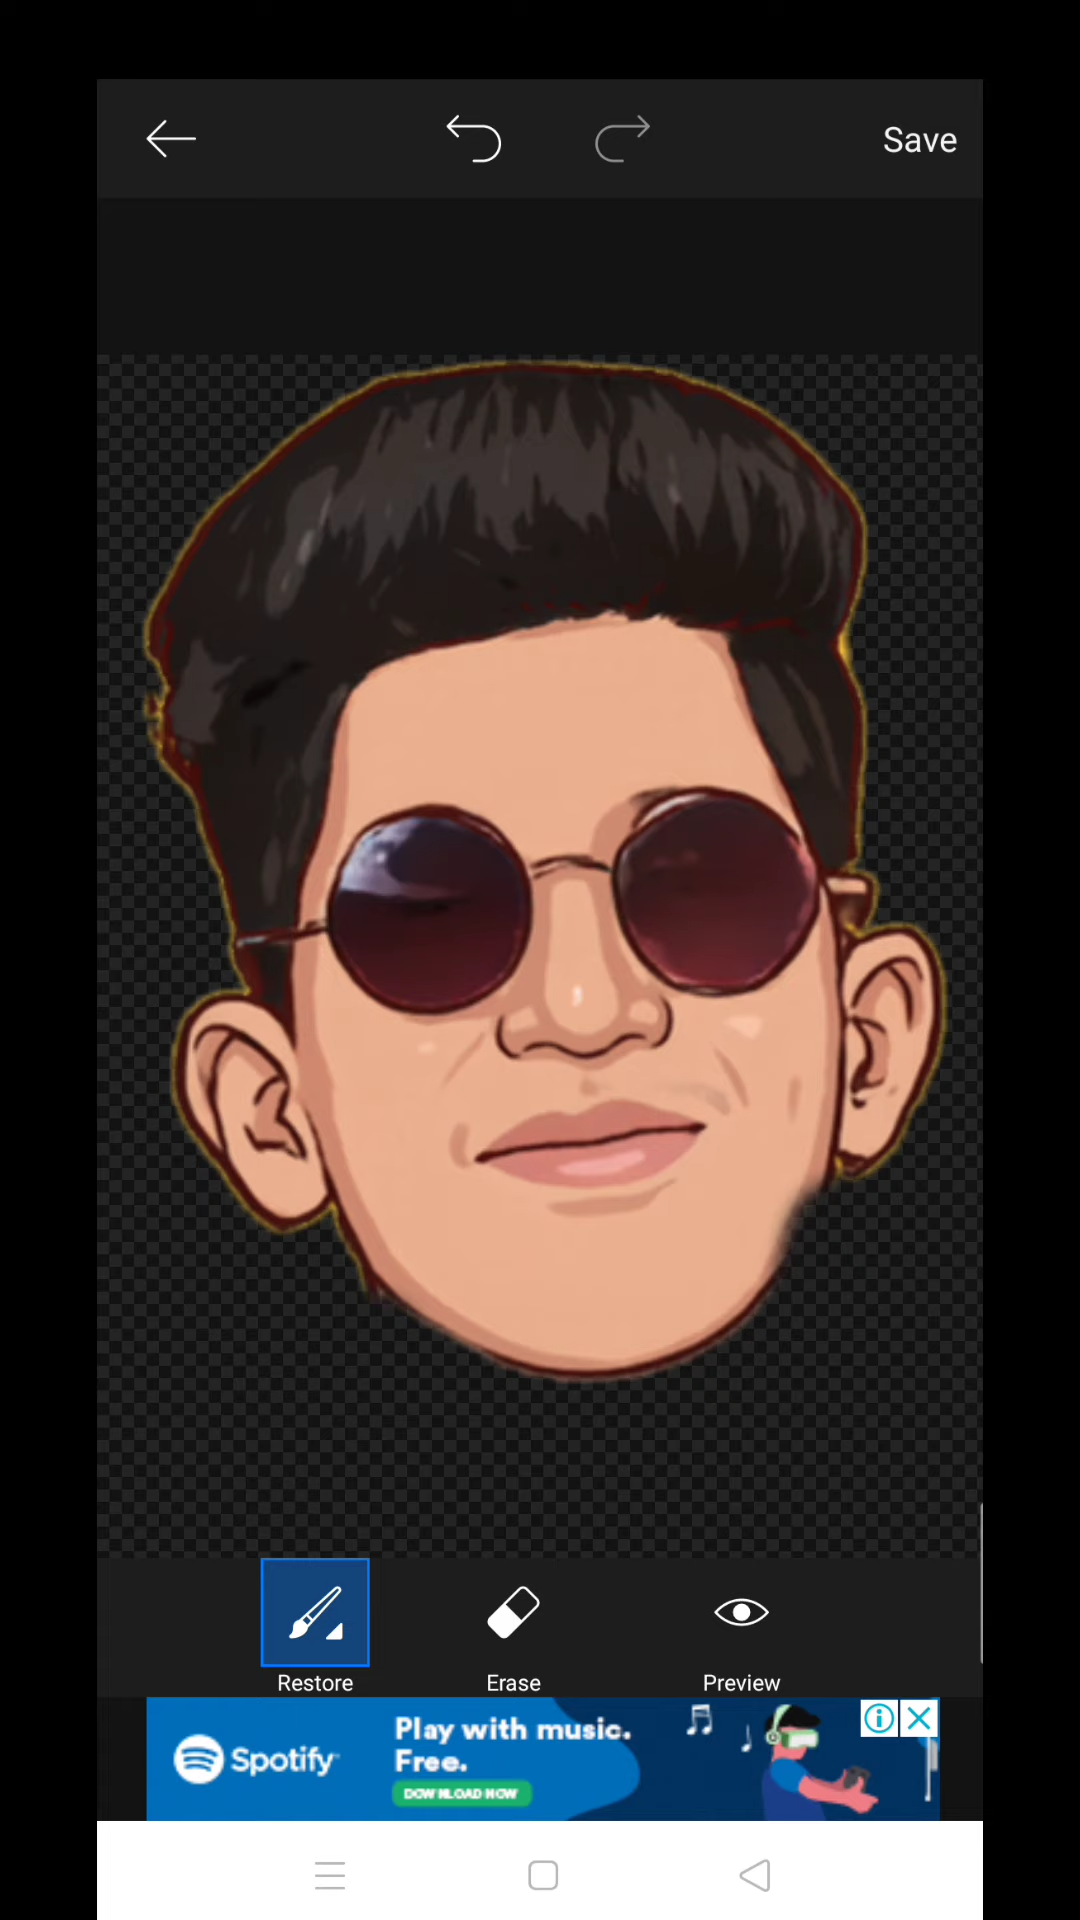 Save
Restore
Erase
Preview
Spotify
Play with music.
Free.
DOWNLOAD NOW